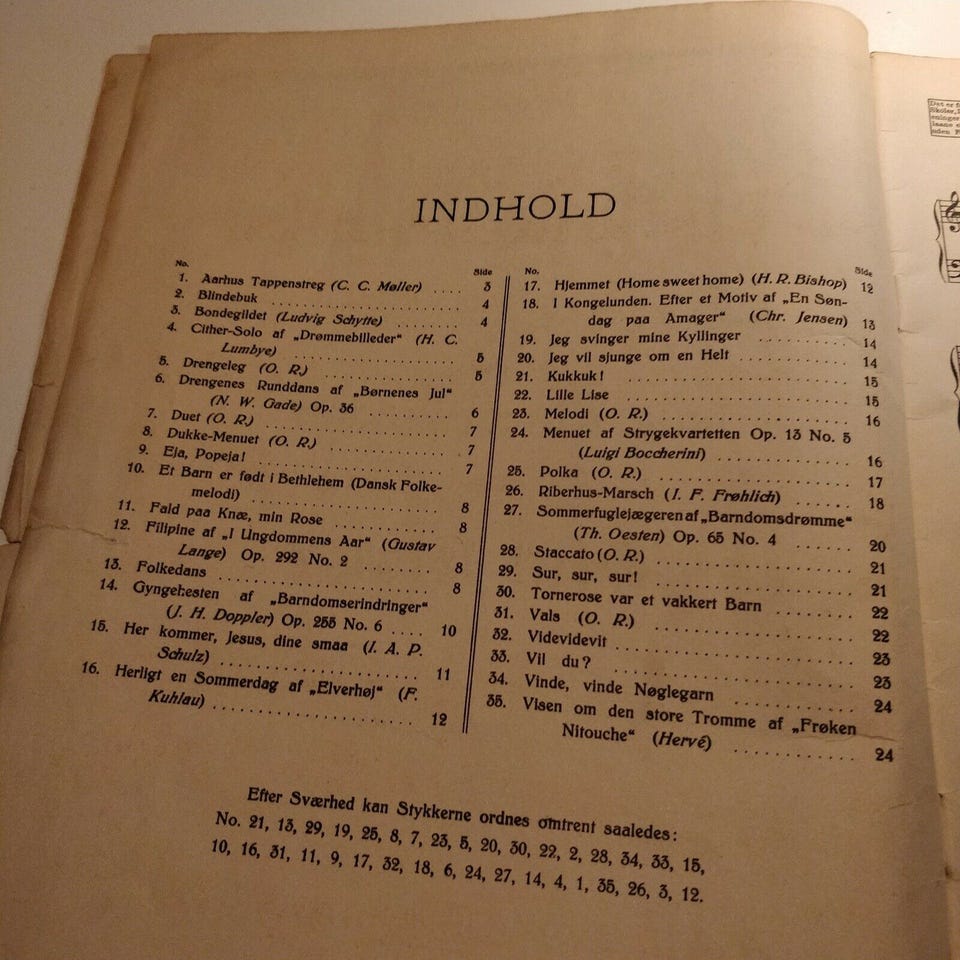 INDHOLD
No. Side
1. Aarhus Tappenstreg (C. C. Møller) .... 3
2. Blindebuk .................. 4
3. Bondegildet (Ludvig Schytte) ........ 4
4. Cither-Solo af „Drømmebilleder“ (H. C.
Lumbye) .................. 5
5. Drengeleg (O. R.) ................ 5
6. Drengenes Runddans af „Børnenes Jul“
(N. W. Gade) Op. 36 .......... 6
7. Duet (O. R.) .................. 7
8. Dukke-Menuet (O. R.) .............. 7
9. Eja, Popeja! .................. 7
10. Et Barn er født i Bethlehem (Dansk Folke-
melodi) .................... 8
11. Fald paa Knæ, min Rose ........... 8
12. Filipine af „I Ungdommens Aar“ (Gustav
Lange) Op. 292 No. 2 ........... 8
13. Folkedans ...................... 8
14. Gyngehesten af „Barndomserindringer“
(J. H. Doppler) Op. 255 No. 6 .... 10
15. Her kommer, Jesus, dine smaa (J. A. P.
Schulz) .................... 11
16. Herligt en Sommerdag af „Elverhøj“ (F.
Kuhlau) .................... 12
No. Side
17. Hjemmet (Home sweet home) (H. R. Bishop) 12
18. I Kongelunden. Efter et Motiv af „En Søn-
dag paa Amager“ (Chr. Jensen) 13
19. Jeg svinger mine Kyllinger .......... 14
20. Jeg vil sjunge om en Helt ............ 14
21. Kukkuk! .................... 15
22. Lille Lise .................... 15
23. Melodi (O. R.) .................. 16
24. Menuet af Strygekvartetten Op. 13 No. 5
(Luigi Boccherini) .............. 16
25. Polka (O. R.) .................. 17
26. Riberhus-Marsch (J. F. Frøhlich) ...... 18
27. Sommerfuglejægeren af „Barndomsdrømme“
(Th. Oesten) Op. 65 No. 4 ...... 20
28. Staccato (O. R.) .................. 21
29. Sur, sur, sur! .................. 21
30. Tornerose var et vakkert Barn ........ 22
31. Vals (O. R.) .................. 22
32. Videvidevit .................... 23
33. Vil du? ...................... 23
34. Vinde, vinde Nøglegarn ............ 24
35. Visen om den store Tromme af „Frøken
Nitouche“ (Hervé) ............ 24
Efter Sværhed kan Stykkerne ordnes omtrent saaledes:
No. 21, 13, 29, 19, 25, 8, 7, 23, 5, 20, 30, 22, 2, 28, 34, 33, 15,
10, 16, 31, 11, 9, 17, 32, 18, 6, 24, 27, 14, 4, 1, 35, 26, 3, 12.
Det er
Skoler,